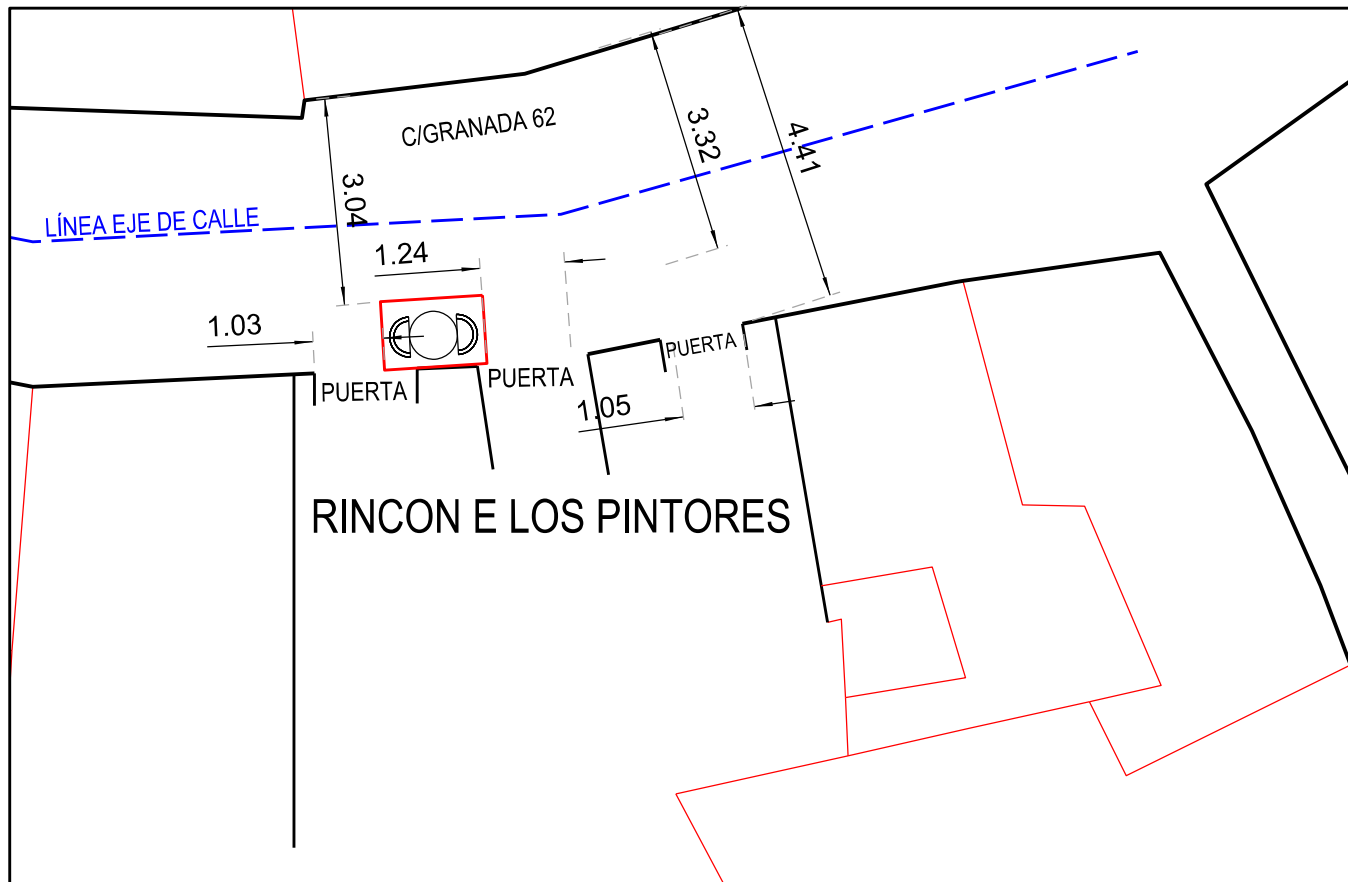 C/GRANADA 62
3.32
4.41
3.04
LÍNEA EJE DE CALLE
1.24
1.03
PUERTA
PUERTA
PUERTA
1.05
RINCON E LOS PINTORES